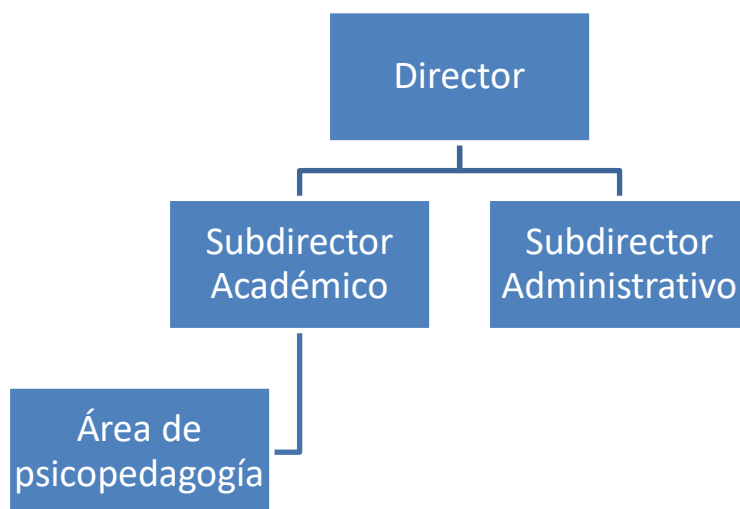 Director
Subdirector
Académico
Subdirector
Administrativo
Área de
psicopedagogía